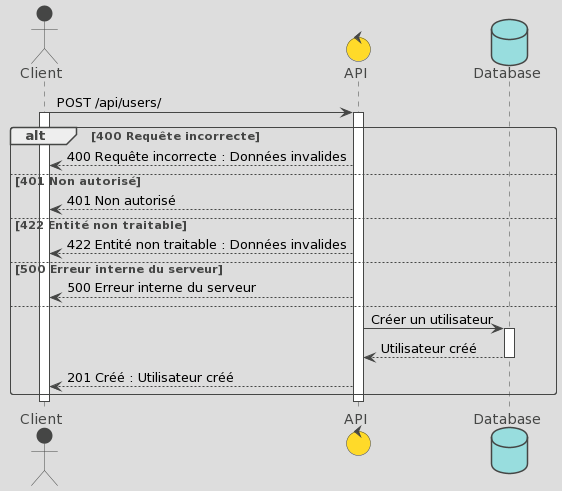 Client
API
Database
POST /api/users/
alt
[400 Requête incorrecte]
400 Requête incorrecte : Données invalides
[401 Non autorisé]
401 Non autorisé
[422 Entité non traitable]
422 Entité non traitable : Données invalides
[500 Erreur interne du serveur]
500 Erreur interne du serveur
Créer un utilisateur
Utilisateur créé
201 Créé : Utilisateur créé
Client
API
Database